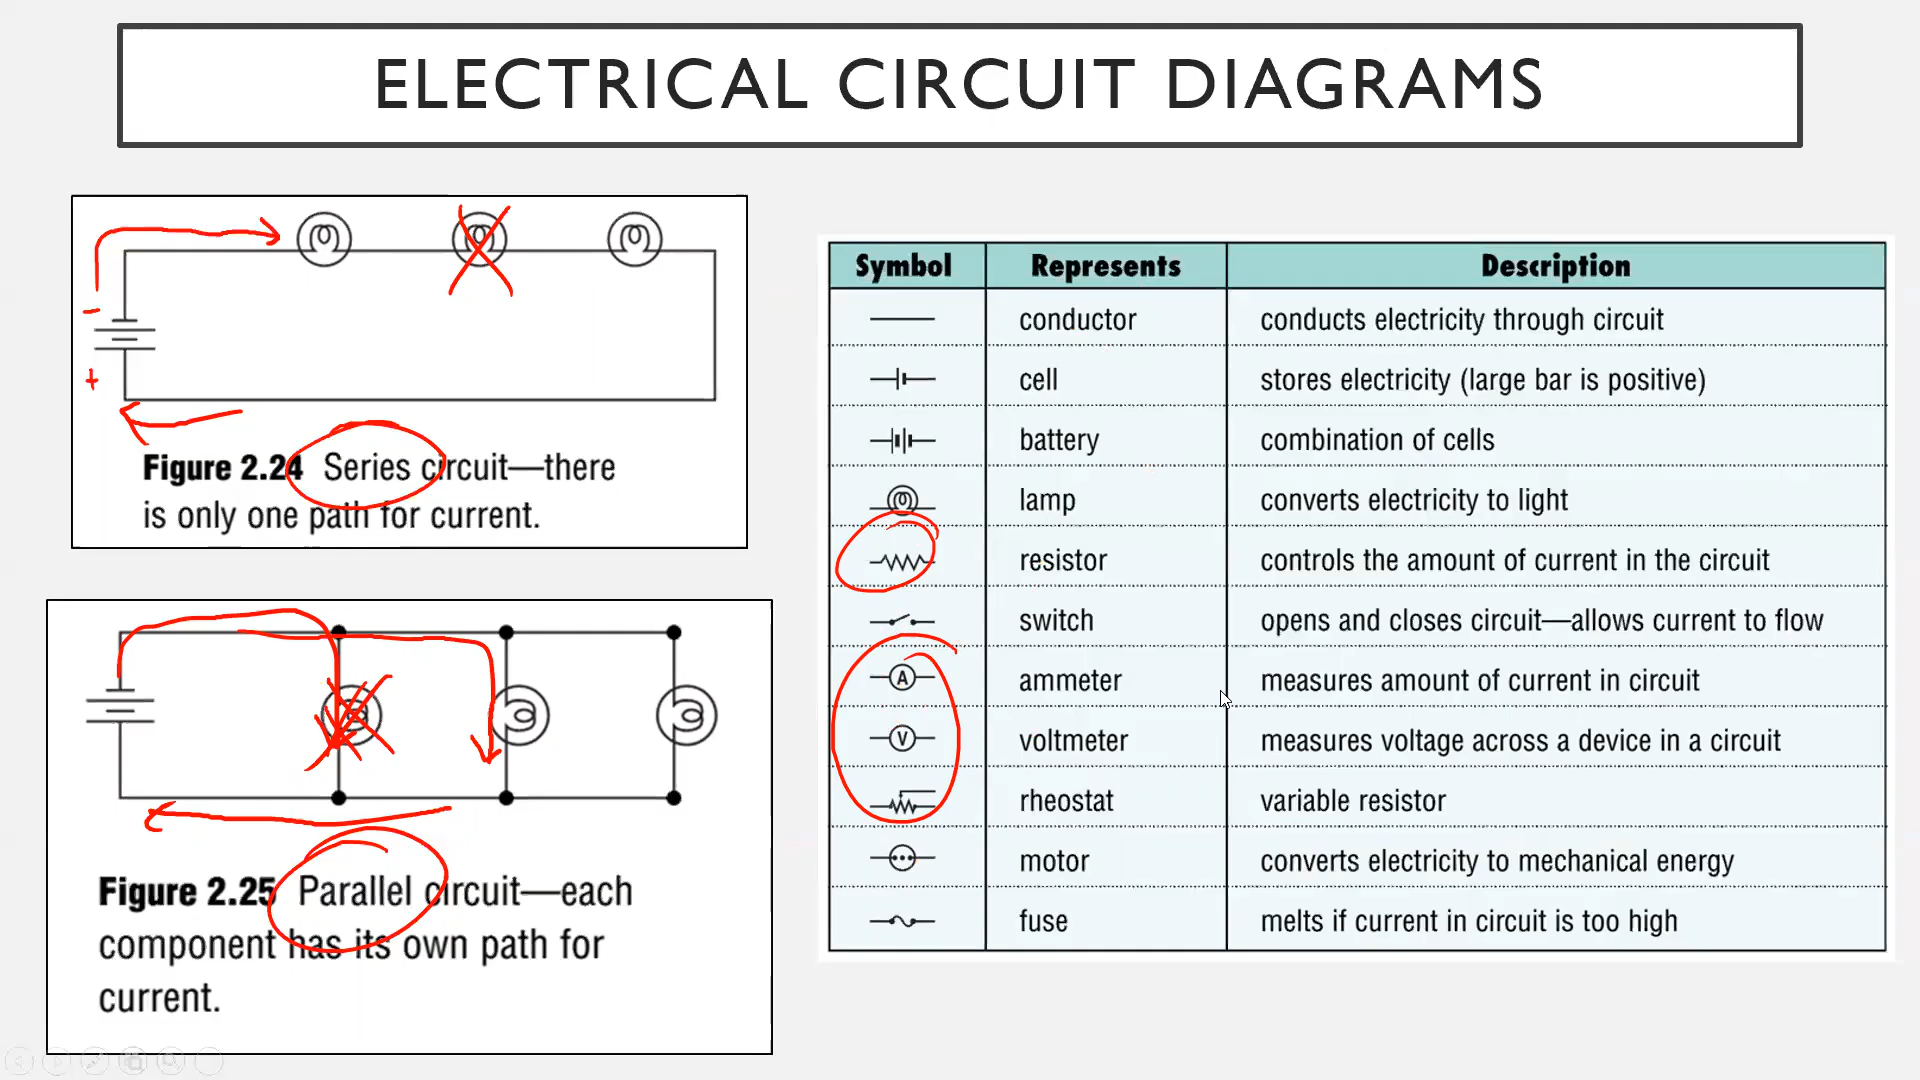 ELECTRICAL CIRCUIT DIAGRAMS
-
+
Figure 2.24 Series circuit—there
is only one path for current.
Figure 2.25 Parallel circuit—each
component has its own path for
current.
Symbol Represents Description
conductor conducts electricity through circuit
cell stores electricity (large bar is positive)
battery combination of cells
lamp converts electricity to light
resistor controls the amount of current in the circuit
switch opens and closes circuit—allows current to flow
A ammeter measures amount of current in circuit
V voltmeter measures voltage across a device in a circuit
rheostat variable resistor
motor converts electricity to mechanical energy
fuse melts if current in circuit is too high